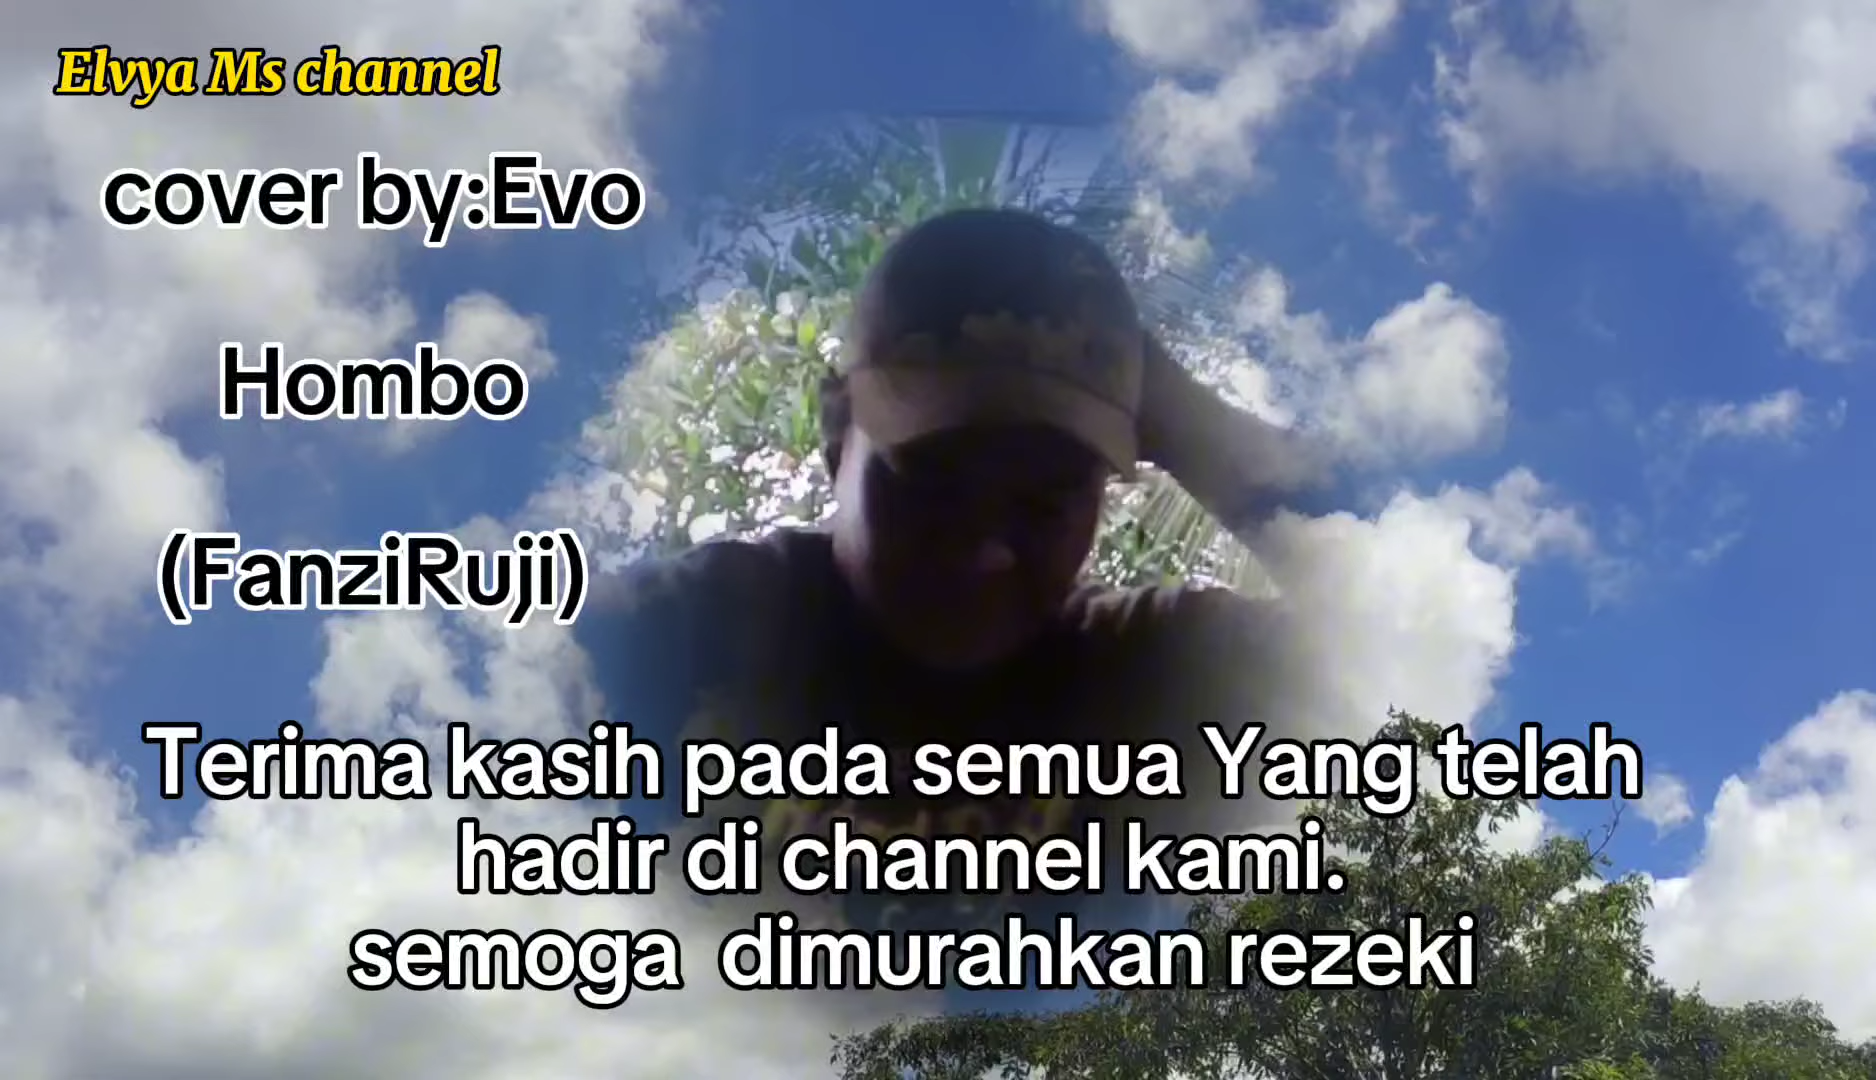 Elvya Ms channel
cover by:Evo
Hombo
(FanziRuji)
Terima kasih pada semua Yang telah
hadir di channel kami.
semoga  dimurahkan rezeki